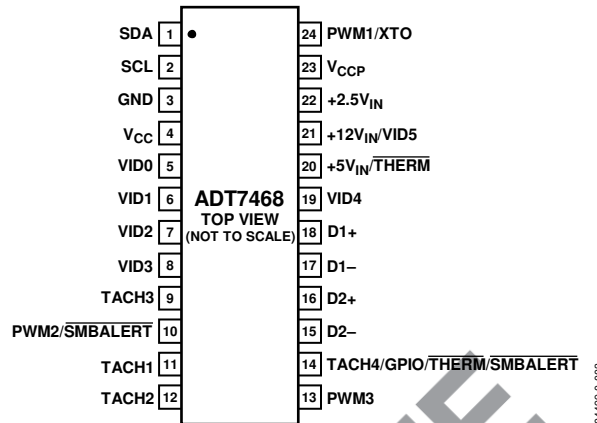 SDA 1
SCL 2
GND 3
VCC 4
VID0 5
VID1 6
VID2 7
VID3 8
TACH3 9
PWM2/SMBALERT 10
TACH1 11
TACH2 12
ADT7468
TOP VIEW
(NOT TO SCALE)
24 PWM1/XTO
23 VCCP
22 +2.5VIN
21 +12VIN/VID5
20 +5VIN/THERM
19 VID4
18 D1+
17 D1–
16 D2+
15 D2–
14 TACH4/GPIO/THERM/SMBALERT
13 PWM3